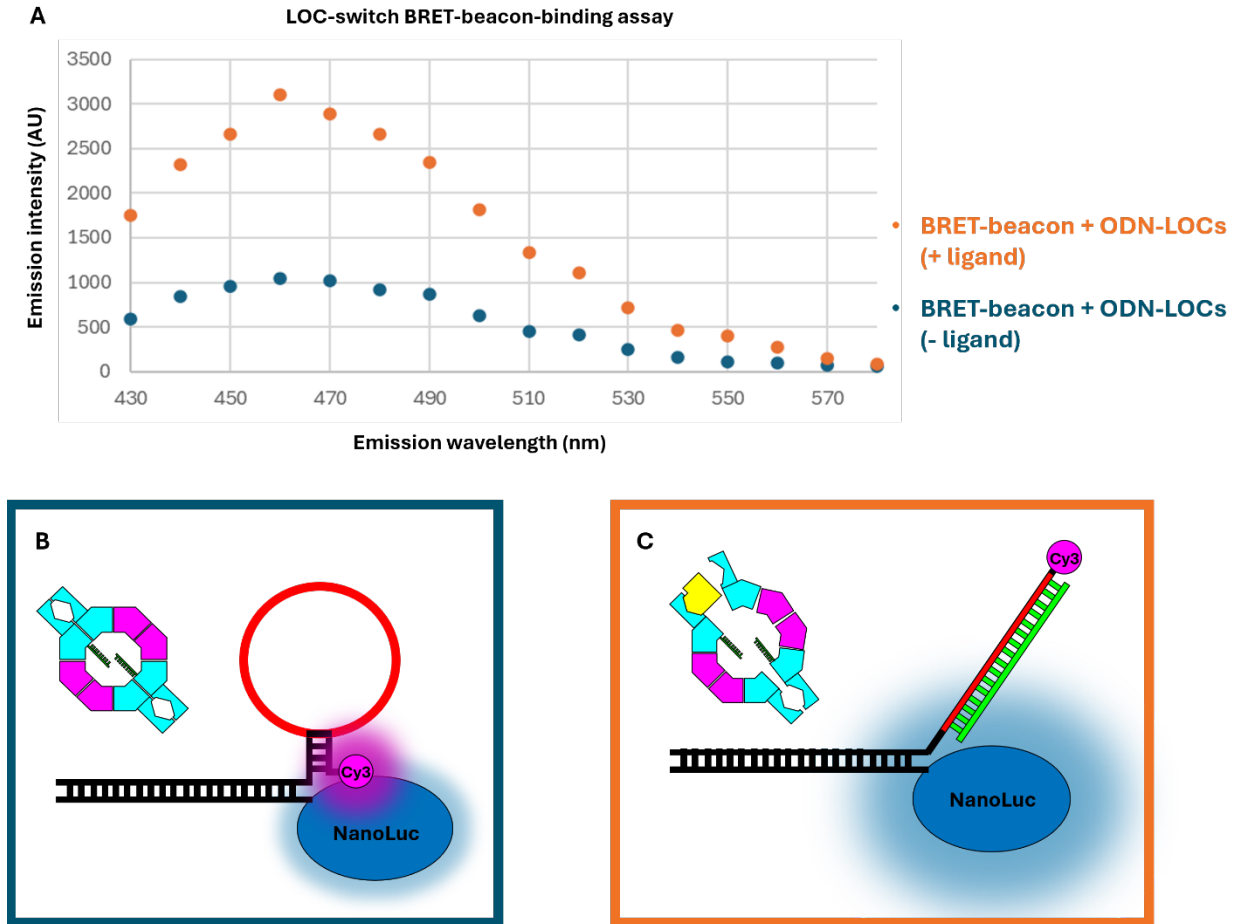 A
LOC-switch BRET-beacon-binding assay
3500
3000
2500
2000
1500
1000
500
0
430 450 470 490 510 530 550 570
Emission intensity (AU)
Emission wavelength (nm)
BRET-beacon + ODN-LOCs
(+ ligand)
BRET-beacon + ODN-LOCs
(- ligand)
B
Cy3
NanoLuc
C
Cy3
NanoLuc